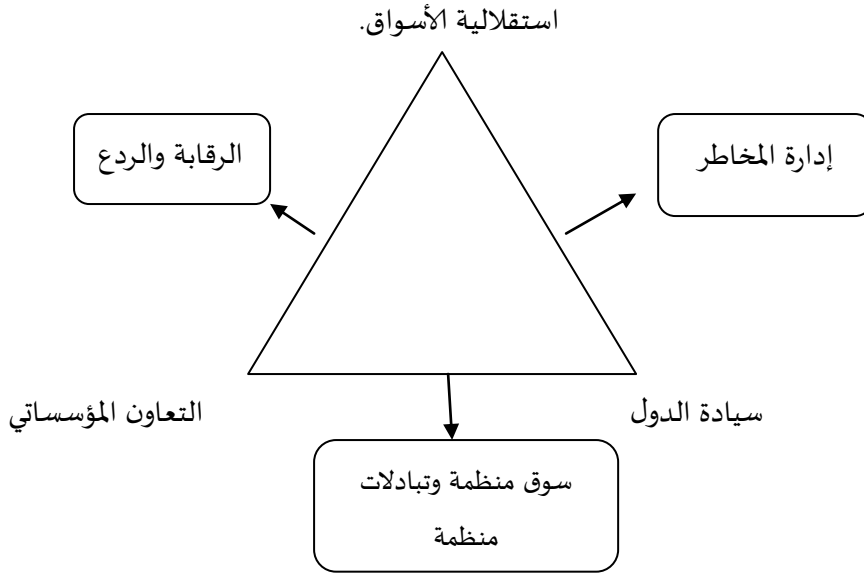 استقلالية الأسواق.
إدارة المخاطر
الرقابة والردع
سيادة الدول
التعاون المؤسساتي
سوق منظمة وتبادلات
منظمة